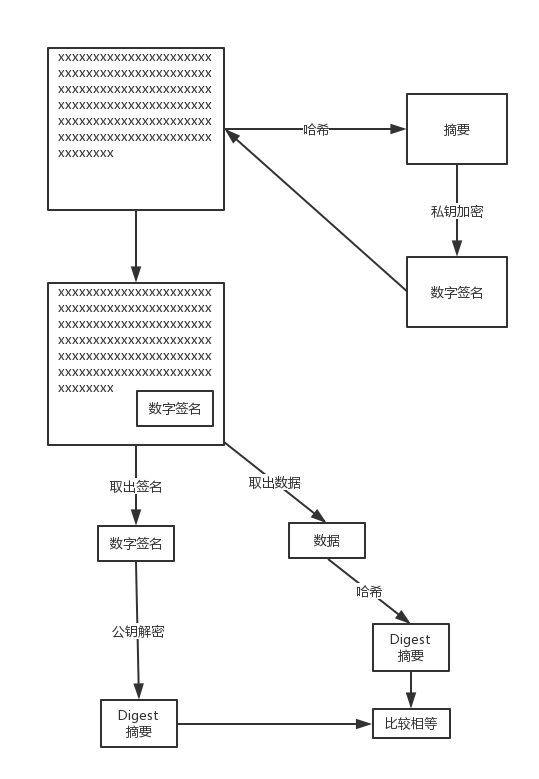 xxxxxxxxxxxxxxxxxxxxxx
xxxxxxxxxxxxxxxxxxxxxx
xxxxxxxxxxxxxxxxxxxxxx
xxxxxxxxxxxxxxxxxxxxxx
xxxxxxxxxxxxxxxxxxxxxx
xxxxxxxxxxxxxxxxxxxxxx
xxxxxxxx
哈希
摘要
私钥加密
数字签名
xxxxxxxxxxxxxxxxxxxxxx
xxxxxxxxxxxxxxxxxxxxxx
xxxxxxxxxxxxxxxxxxxxxx
xxxxxxxxxxxxxxxxxxxxxx
xxxxxxxxxxxxxxxxxxxxxx
xxxxxxxxxxxxxxxxxxxxxx
xxxxxxxx
数字签名
取出签名
取出数据
数字签名
数据
哈希
公钥解密
Digest
摘要
Digest
摘要
比较相等